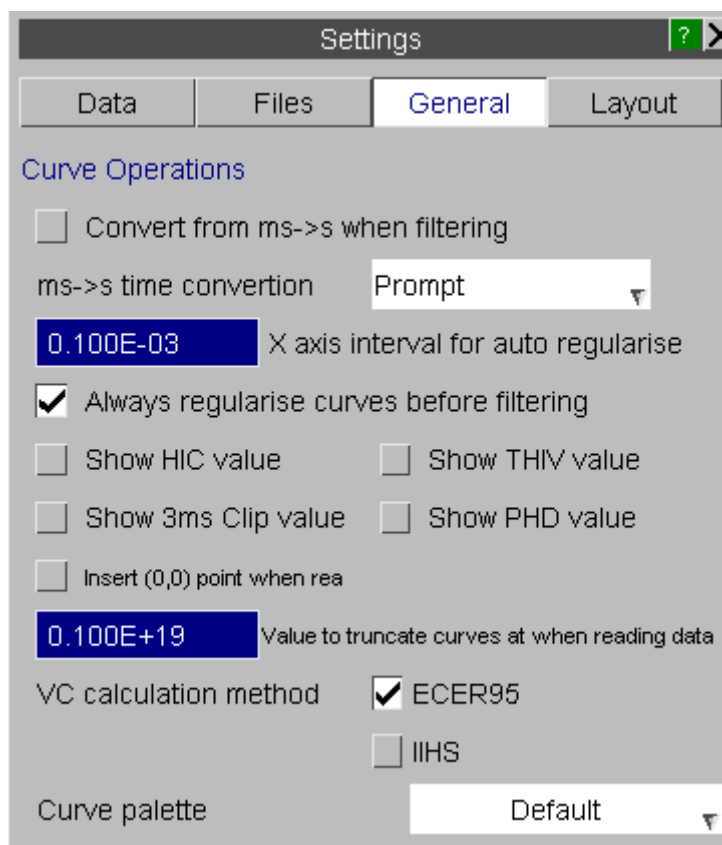 Settings ?
Data Files General Layout
Curve Operations
Convert from ms->s when filtering
ms->s time convertion Prompt
0.100E-03 X axis interval for auto regularise
Always regularise curves before filtering
Show HIC value Show THIV value
Show 3ms Clip value Show PHD value
Insert (0,0) point when rea
0.100E+19 Value to truncate curves at when reading data
VC calculation method ECER95
IIHS
Curve palette Default